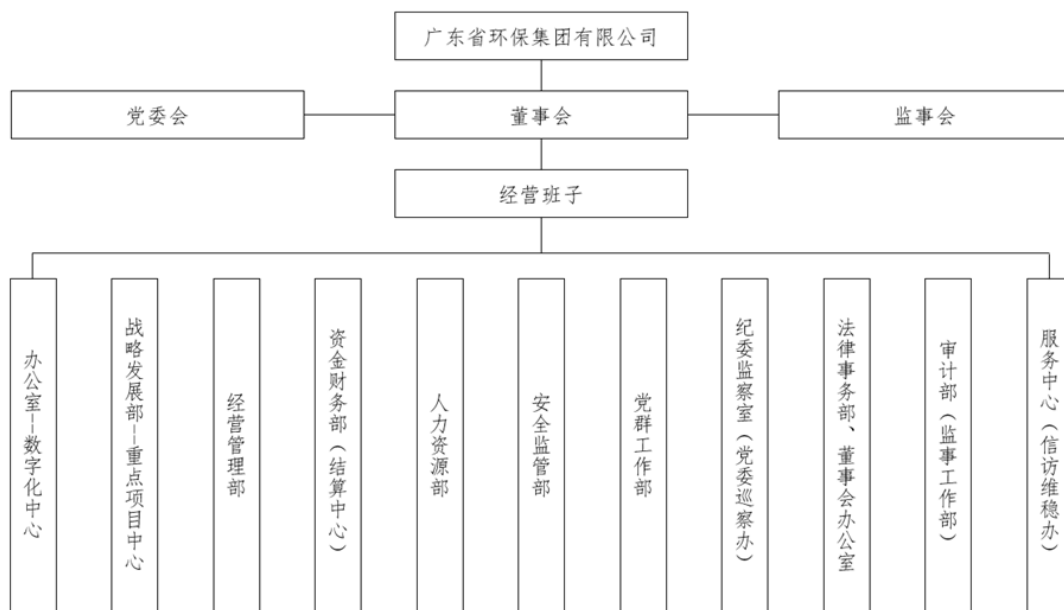 广东省环保集团有限公司
党委会
董事会
监事会
经营班子
办公室—数字化中心
战略发展部—重点项目中心
经营管理部
资金财务部（结算中心）
人力资源部
安全监管部
党群工作部
纪委监察室（党委巡察办）
法律事务部、董事会办公室
审计部（监事工作部）
服务中心（信访维稳办）